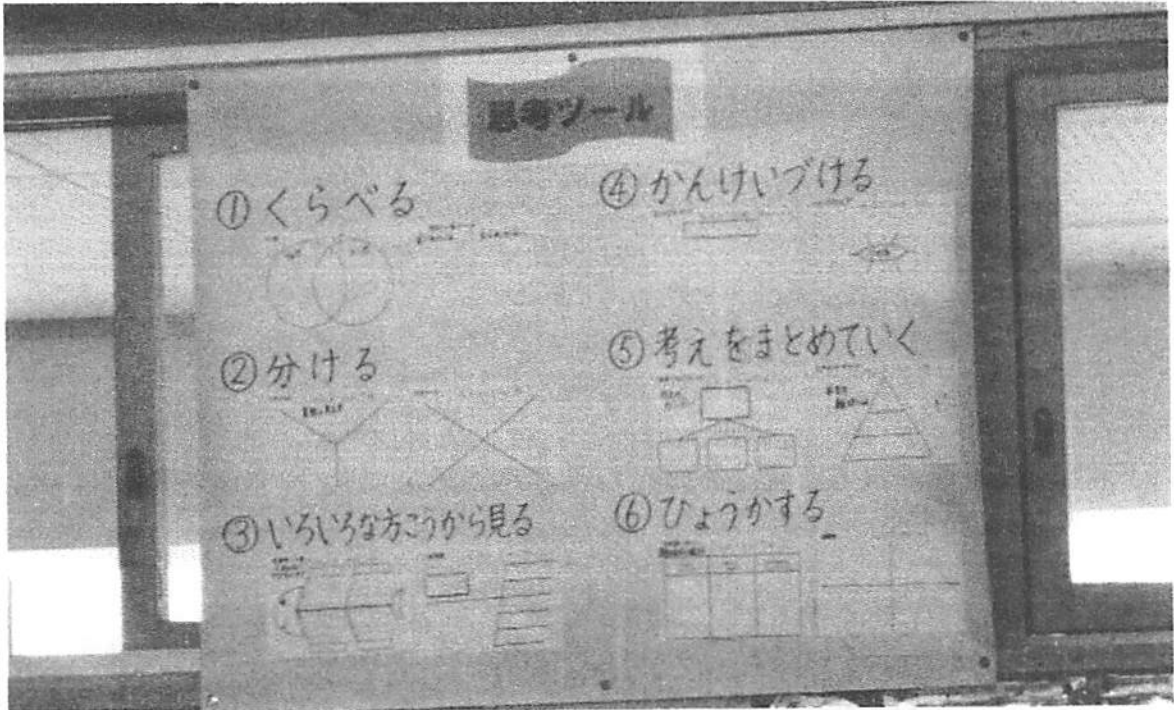 思考ツール
①くらべる
②分ける
③いろいろな方こうから見る
④かんけいづける
⑤考えをまとめていく
⑥ひょうかする